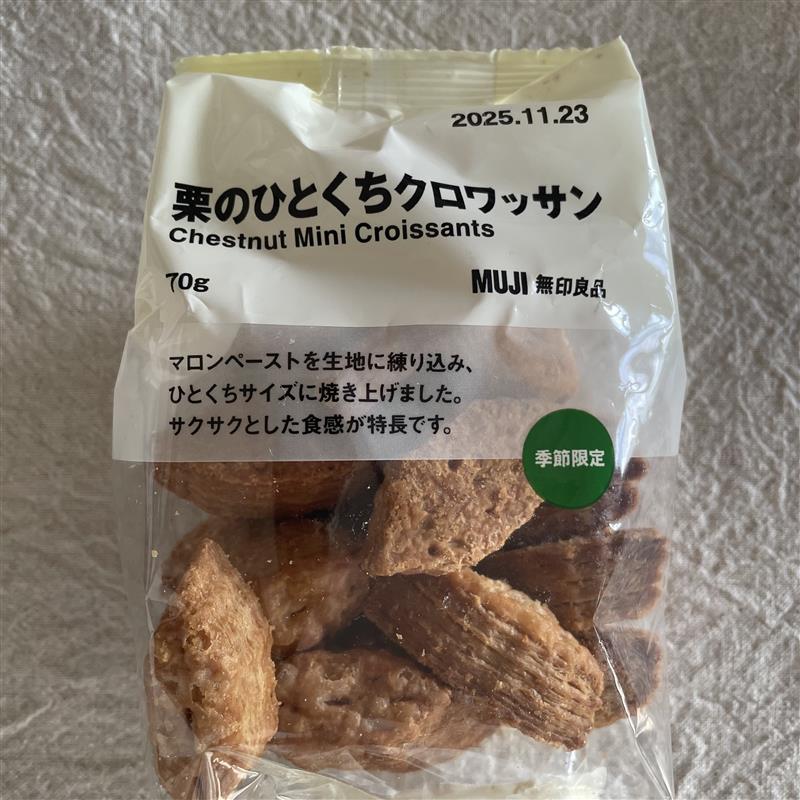 2025.11.23
栗のひとくちクロワッサン
Chestnut Mini Croissants
70g
MUJI 無印良品
マロンペーストを生地に練り込み、
ひとくちサイズに焼き上げました。
サクサクとした食感が特長です。
季節限定